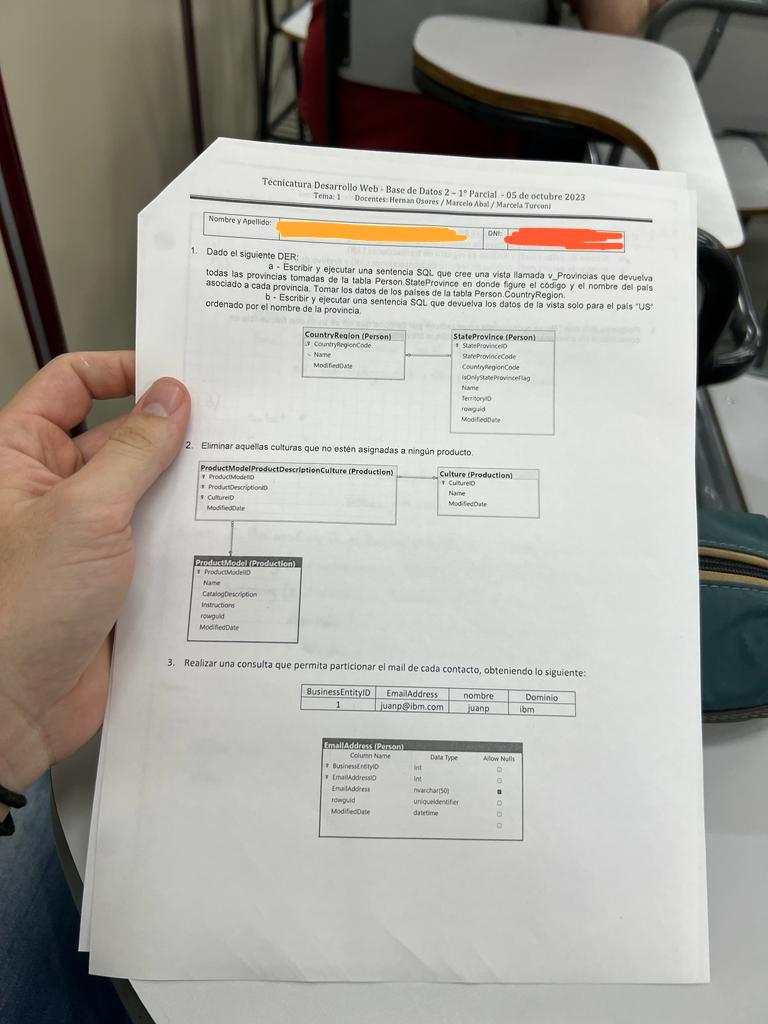 Tecnicatura Desarrollo Web - Base de Datos 2 – 1° Parcial - 05 de octubre 2023
Tema: 1 Docentes: Hernan Osores / Marcelo Abal / Marcela Turconi
Nombre y Apellido: DNI:
1. Dado el siguiente DER:
a - Escribir y ejecutar una sentencia SQL que cree una vista llamada v_Provincias que devuelva
todas las provincias tomadas de la tabla Person.StateProvince en donde figure el código y el nombre del país
asociado a cada provincia. Tomar los datos de los países de la tabla Person.CountryRegion.
b - Escribir y ejecutar una sentencia SQL que devuelva los datos de la vista solo para el país "US"
ordenado por el nombre de la provincia.
CountryRegion (Person)
CountryRegionCode
Name
ModifiedDate
StateProvince (Person)
StateProvinceID
StateProvinceCode
CountryRegionCode
IsOnlyStateProvinceFlag
Name
TerritoryID
rowguid
ModifiedDate
2. Eliminar aquellas culturas que no estén asignadas a ningún producto.
ProductModelProductDescriptionCulture (Production)
ProductModelID
ProductDescriptionID
CultureID
ModifiedDate
Culture (Production)
CultureID
Name
ModifiedDate
ProductModel (Production)
ProductModelID
Name
CatalogDescription
Instructions
rowguid
ModifiedDate
3. Realizar una consulta que permita particionar el mail de cada contacto, obteniendo lo siguiente:
BusinessEntityID EmailAddress nombre Dominio
1 juanp@ibm.com juanp ibm
EmailAddress (Person)
Column Name Data Type Allow Nulls
BusinessEntityID int
EmailAddressID int
EmailAddress nvarchar(50)
rowguid uniqueidentifier
ModifiedDate datetime